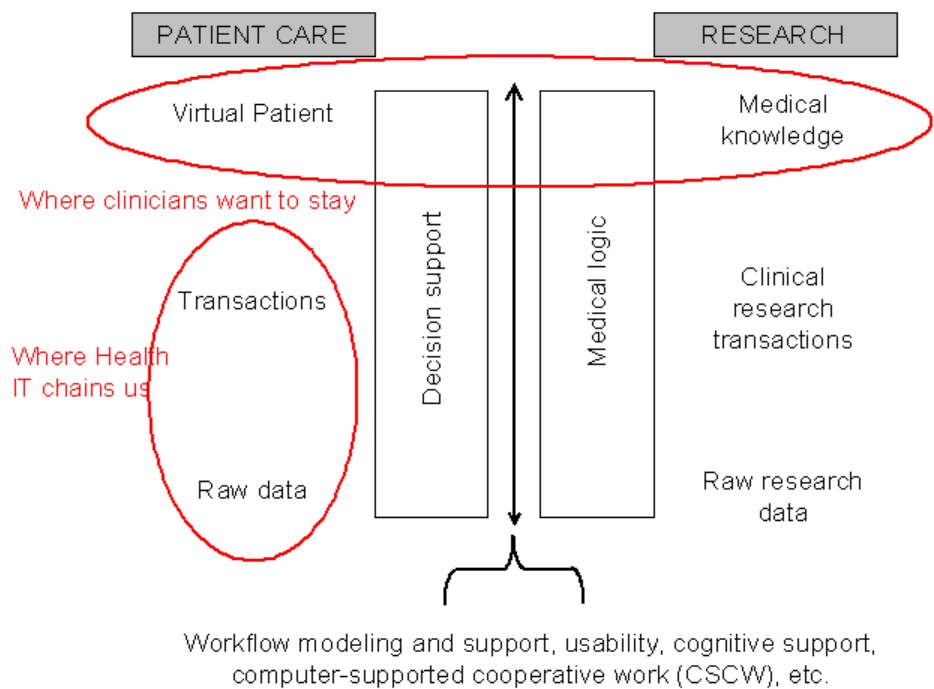 PATIENT CARE
RESEARCH
Virtual Patient
Medical
knowledge
Where clinicians want to stay
Decision support
Medical logic
Transactions
Clinical
research
transactions
Where Health
IT chains us
Raw data
Raw research
data
Workflow modeling and support, usability, cognitive support,
computer-supported cooperative work (CSCW), etc.